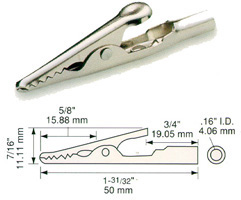 5/8"
15.88 mm
3/4"
19.05 mm
.16" I.D.
4.06 mm
7/16"
11.11 mm
1-31/32"
50 mm